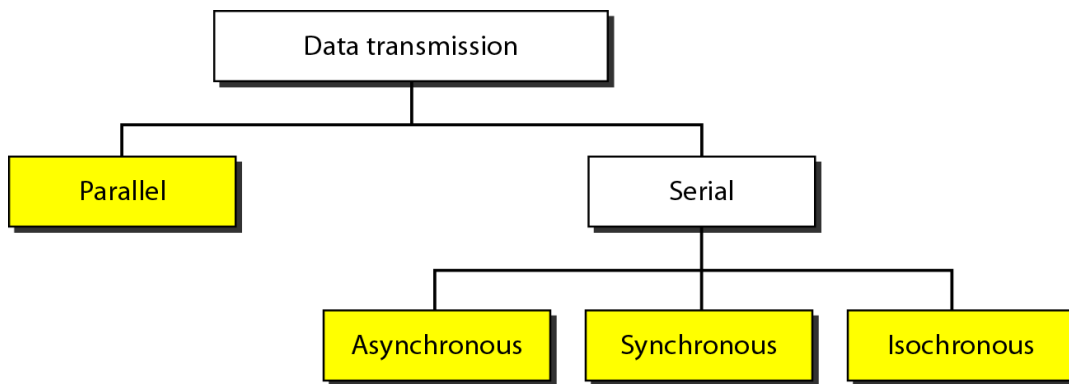 Data transmission
Parallel
Serial
Asynchronous
Synchronous
Isochronous